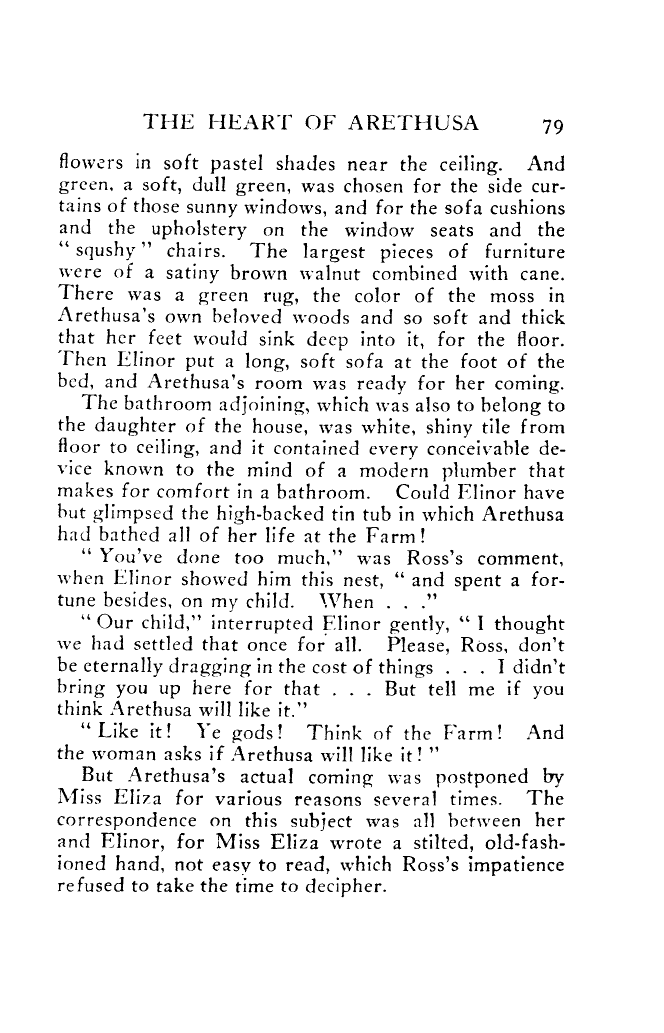 THE HEART OF ARETHUSA 79
flowers in soft pastel shades near the ceiling. And
green, a soft, dull green, was chosen for the side cur-
tains of those sunny windows, and for the sofa cushions
and the upholstery on the window seats and the
“ squshy ” chairs. The largest pieces of furniture
were of a satiny brown walnut combined with cane.
There was a green rug, the color of the moss in
Arethusa's own beloved woods and so soft and thick
that her feet would sink deep into it, for the floor.
Then Elinor put a long, soft sofa at the foot of the
bed, and Arethusa's room was ready for her coming.
The bathroom adjoining, which was also to belong to
the daughter of the house, was white, shiny tile from
floor to ceiling, and it contained every conceivable de-
vice known to the mind of a modern plumber that
makes for comfort in a bathroom. Could Elinor have
but glimpsed the high-backed tin tub in which Arethusa
had bathed all of her life at the Farm!
“ You've done too much,” was Ross's comment,
when Elinor showed him this nest, “ and spent a for-
tune besides, on my child. When . . .”
“ Our child,” interrupted Elinor gently, “ I thought
we had settled that once for all. Please, Ross, don't
be eternally dragging in the cost of things . . . I didn't
bring you up here for that . . . But tell me if you
think Arethusa will like it.”
“ Like it! Ye gods! Think of the Farm! And
the woman asks if Arethusa will like it! ”
But Arethusa's actual coming was postponed by
Miss Eliza for various reasons several times. The
correspondence on this subject was all between her
and Elinor, for Miss Eliza wrote a stilted, old-fash-
ioned hand, not easy to read, which Ross's impatience
refused to take the time to decipher.